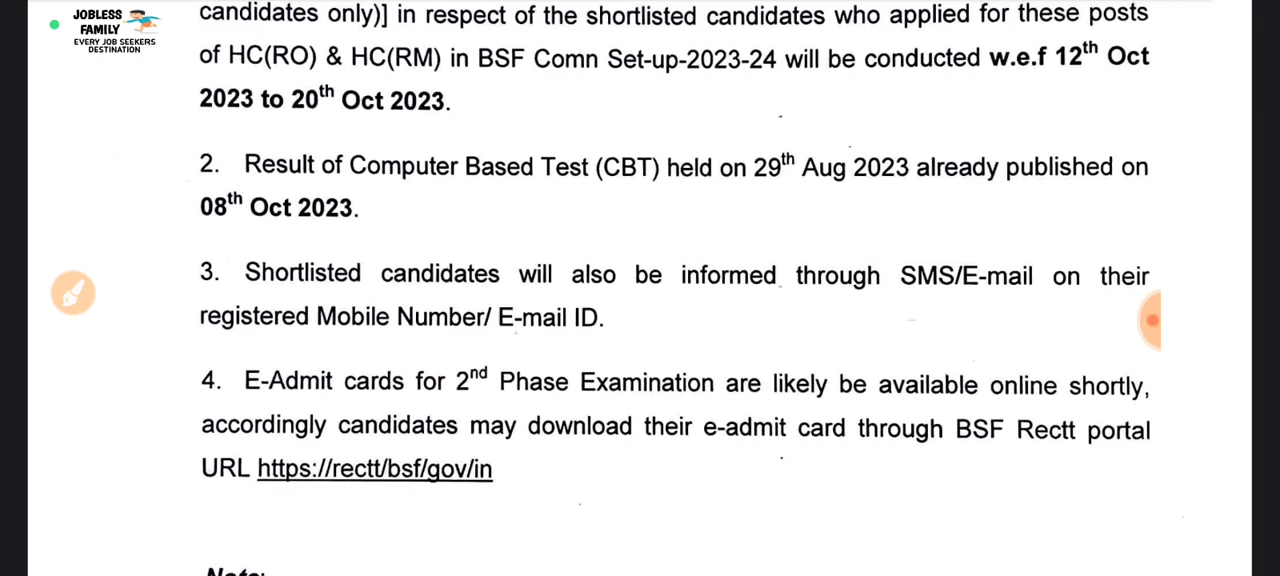 JOBLESS
FAMILY
EVERY JOB SEEKERS
DESTINATION
candidates only)] in respect of the shortlisted candidates who applied for these posts
of HC(RO) & HC(RM) in BSF Comn Set-up-2023-24 will be conducted w.e.f 12th Oct
2023 to 20th Oct 2023.
2. Result of Computer Based Test (CBT) held on 29th Aug 2023 already published on
08th Oct 2023.
3. Shortlisted candidates will also be informed through SMS/E-mail on their
registered Mobile Number/ E-mail ID.
4. E-Admit cards for 2nd Phase Examination are likely be available online shortly,
accordingly candidates may download their e-admit card through BSF Rectt portal
URL https://rectt/bsf/gov/in
Note: